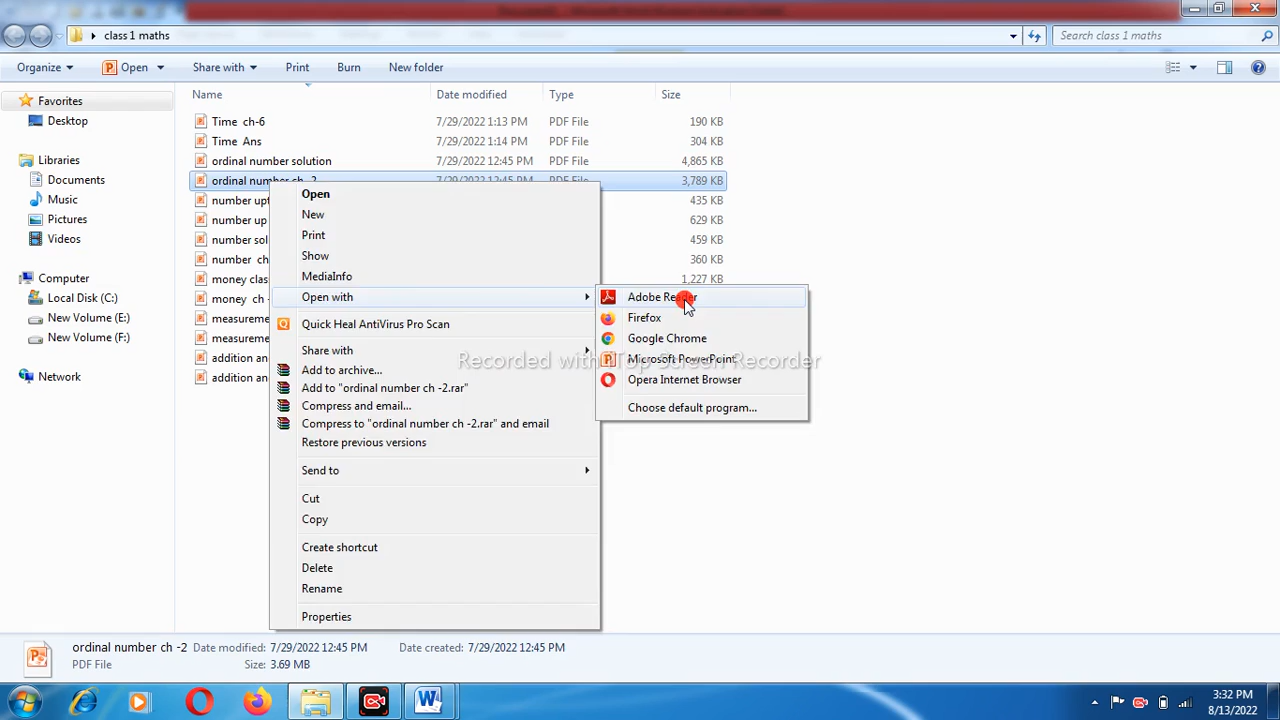 class 1 maths
Search class 1 maths
Organize
Open
Share with
Print
Burn
New folder
Name
Date modified
Type
Size
Favorites
Desktop
Libraries
Documents
Music
Pictures
Videos
Computer
Local Disk (C:)
New Volume (E:)
New Volume (F:)
Network
Time ch-6 7/29/2022 1:13 PM PDF File 190 KB
Time Ans 7/29/2022 1:14 PM PDF File 304 KB
ordinal number solution 7/29/2022 12:45 PM PDF File 4,865 KB
ordinal number ch -2 7/29/2022 12:45 PM PDF File 3,789 KB
number upt 435 KB
number up 629 KB
number sol 459 KB
number ch 360 KB
money clas 1,227 KB
money ch
measureme
addition an
addition an
Open
New
Print
Show
MediaInfo
Open with
Quick Heal AntiVirus Pro Scan
Share with
Add to archive...
Add to "ordinal number ch -2.rar"
Compress and email...
Compress to "ordinal number ch -2.rar" and email
Restore previous versions
Send to
Cut
Copy
Create shortcut
Delete
Rename
Properties
Adobe Reader
Firefox
Google Chrome
Microsoft PowerPoint
Opera Internet Browser
Choose default program...
Recorded with iTop Screen Recorder
ordinal number ch -2 Date modified: 7/29/2022 12:45 PM Date created: 7/29/2022 12:45 PM
PDF File Size: 3.69 MB
3:32 PM
8/13/2022